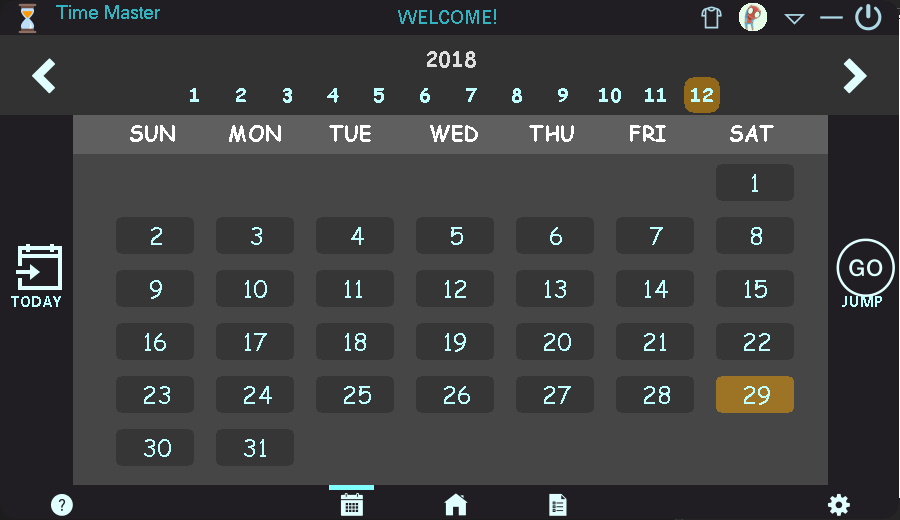 Time Master WELCOME!
2018
1 2 3 4 5 6 7 8 9 10 11 12
SUN MON TUE WED THU FRI SAT
1
2 3 4 5 6 7 8
9 10 11 12 13 14 15
GO
TODAY JUMP
16 17 18 19 20 21 22
23 24 25 26 27 28 29
30 31
?